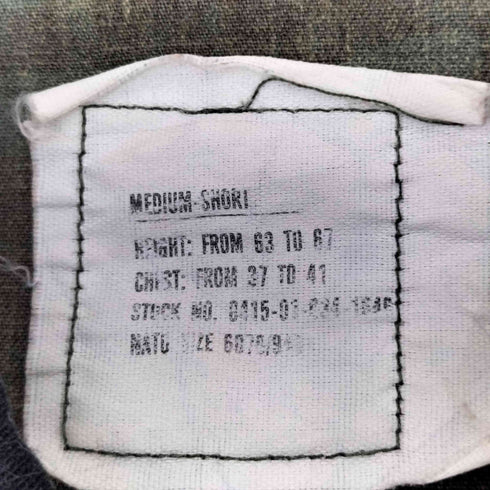 MEDIUM-SHORT
HEIGHT: FROM 63 TO 67
CHEST: FROM 37 TO 41
STOCK NO.
NATO SIZE